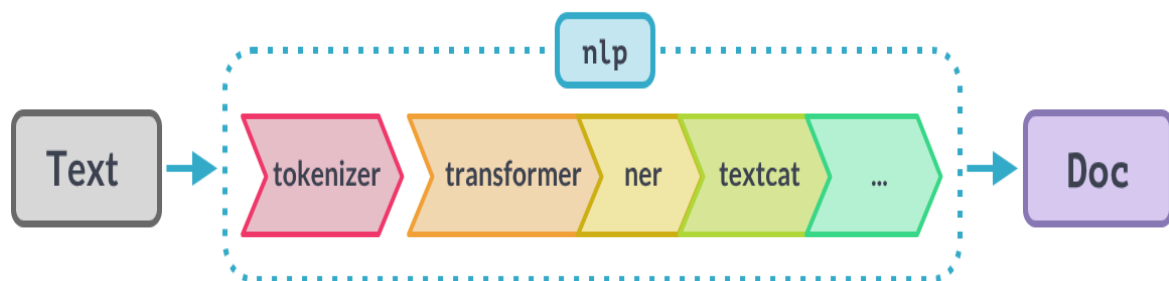 nlp
Text
tokenizer
transformer
ner
textcat
...
Doc